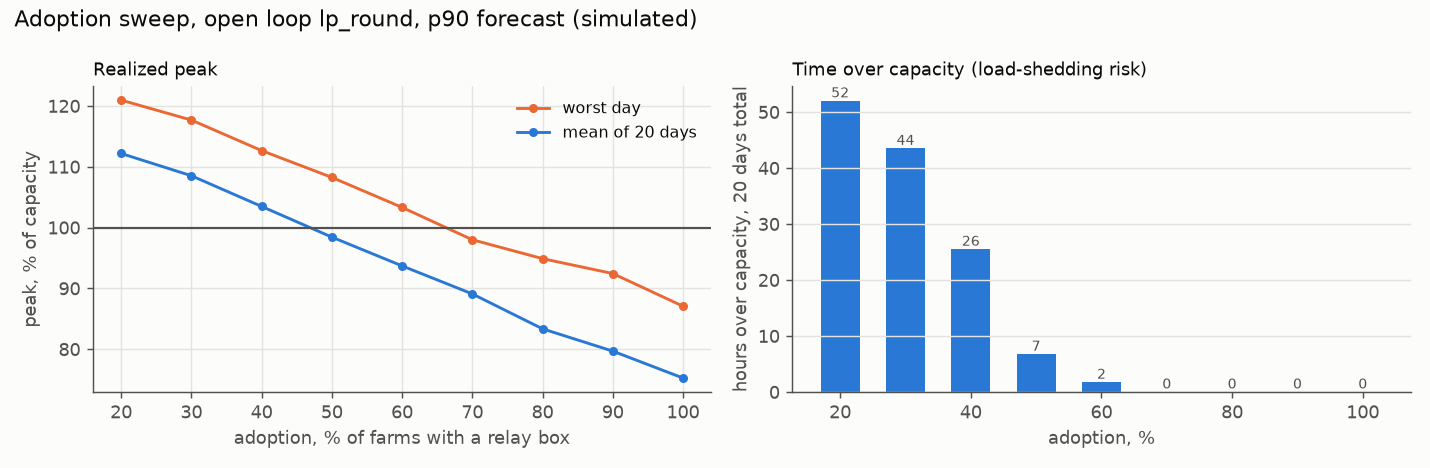 Adoption sweep, open loop lp_round, p90 forecast (simulated)
Realized peak
worst day
mean of 20 days
peak, % of capacity
120
110
100
90
80
20 30 40 50 60 70 80 90 100
adoption, % of farms with a relay box
Time over capacity (load-shedding risk)
hours over capacity, 20 days total
50
40
30
20
10
0
52
44
26
7
2
0
0
0
0
20 40 60 80 100
adoption, %